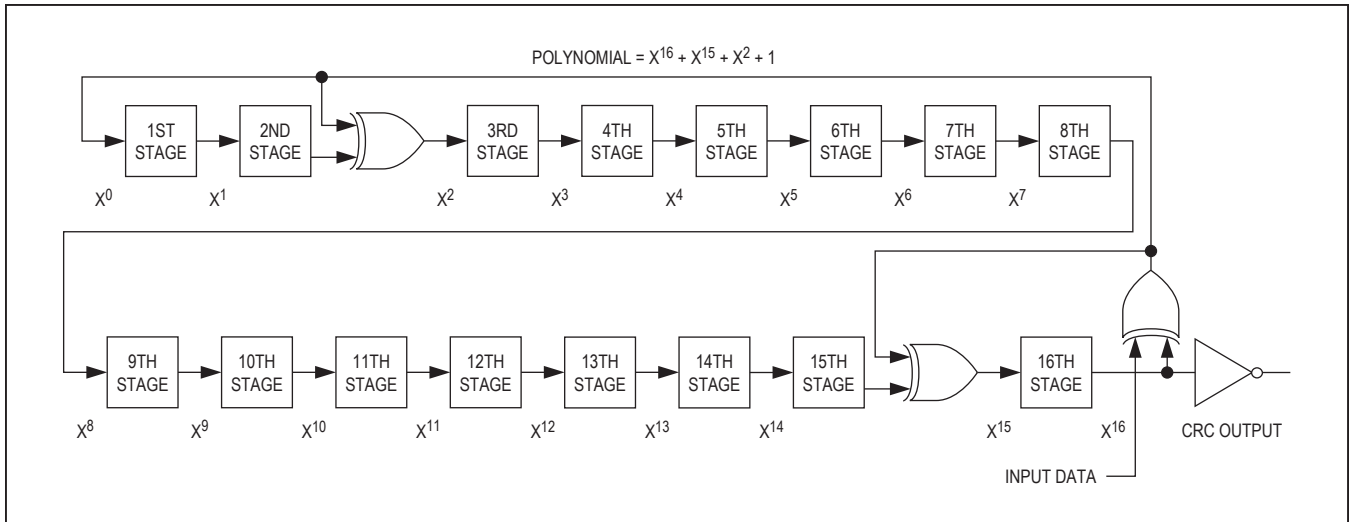 POLYNOMIAL = X16 + X15 + X2 + 1
1ST
STAGE
2ND
STAGE
3RD
STAGE
4TH
STAGE
5TH
STAGE
6TH
STAGE
7TH
STAGE
8TH
STAGE
X0 X1 X2 X3 X4 X5 X6 X7
9TH
STAGE
10TH
STAGE
11TH
STAGE
12TH
STAGE
13TH
STAGE
14TH
STAGE
15TH
STAGE
16TH
STAGE
X8 X9 X10 X11 X12 X13 X14 X15 X16
CRC OUTPUT
INPUT DATA